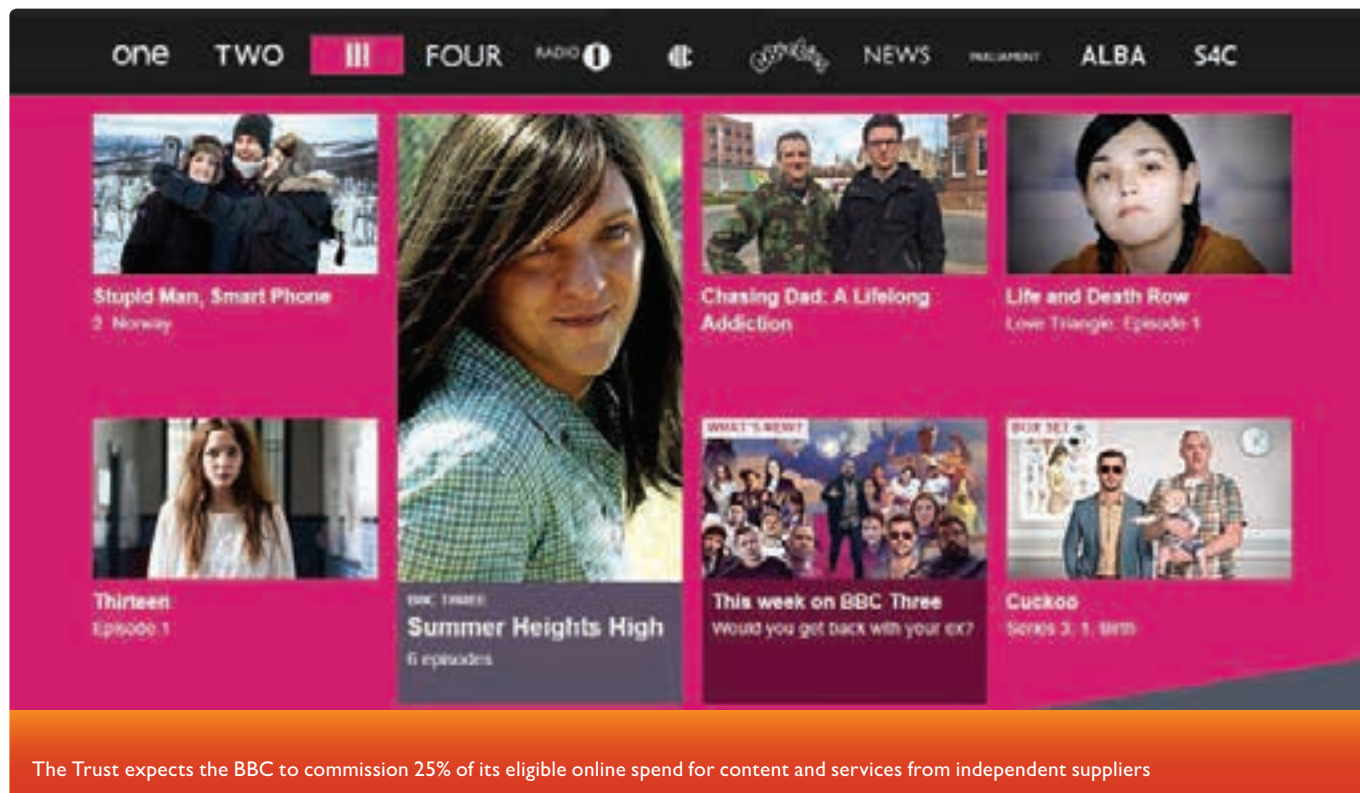 one TWO III FOUR RADIO 1 NEWS PARLIAMENT ALBA S4C
Stupid Man, Smart Phone
2. Norway
Chasing Dad: A Lifelong
Addiction
Life and Death Row
Love Triangle: Episode 1
Thirteen
Episode 1
BBC THREE
Summer Heights High
6 episodes
WHAT'S NEW?
This week on BBC Three
Would you get back with your ex?
BOX SET
Cuckoo
Series 3: 1. Birth
The Trust expects the BBC to commission 25% of its eligible online spend for content and services from independent suppliers